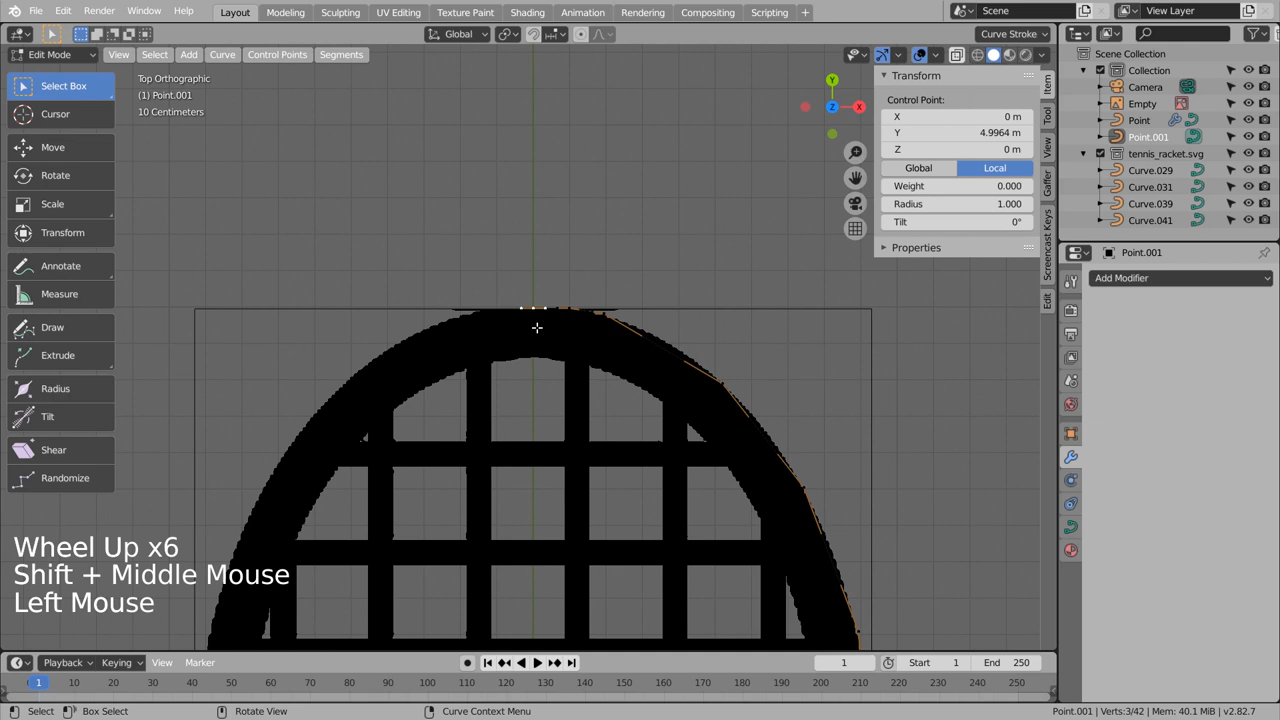 File Edit Render Window Help Layout Modeling Sculpting UV Editing Texture Paint Shading Animation Rendering Compositing Scripting + Scene View Layer
Global Curve Stroke
Edit Mode View Select Add Curve Control Points Segments
Scene Collection
Collection
Camera
Empty
Point
Point.001
tennis_racket.svg
Curve.029
Curve.031
Curve.039
Curve.041
Select Box
Cursor
Move
Rotate
Scale
Transform
Annotate
Measure
Draw
Extrude
Radius
Tilt
Shear
Randomize
Top Orthographic
(1) Point.001
10 Centimeters
Y
Z
X
Transform
Control Point:
X 0 m
Y 4.9964 m
Z 0 m
Global Local
Weight 0.000
Radius 1.000
Tilt 0°
Properties
Item
Tool
View
Gaffer
Screencast Keys
Edit
Point.001
Add Modifier
Wheel Up x6
Shift + Middle Mouse
Left Mouse
Playback Keying View Marker 1 Start 1 End 250
1 10 20 30 40 50 60 70 80 90 100 110 120 130 140 150 160 170 180 190 200 210 220 230 240 250
Select Box Select Rotate View Curve Context Menu Point.001 | Verts:3/42 | Mem: 40.1 MiB | v2.82.7